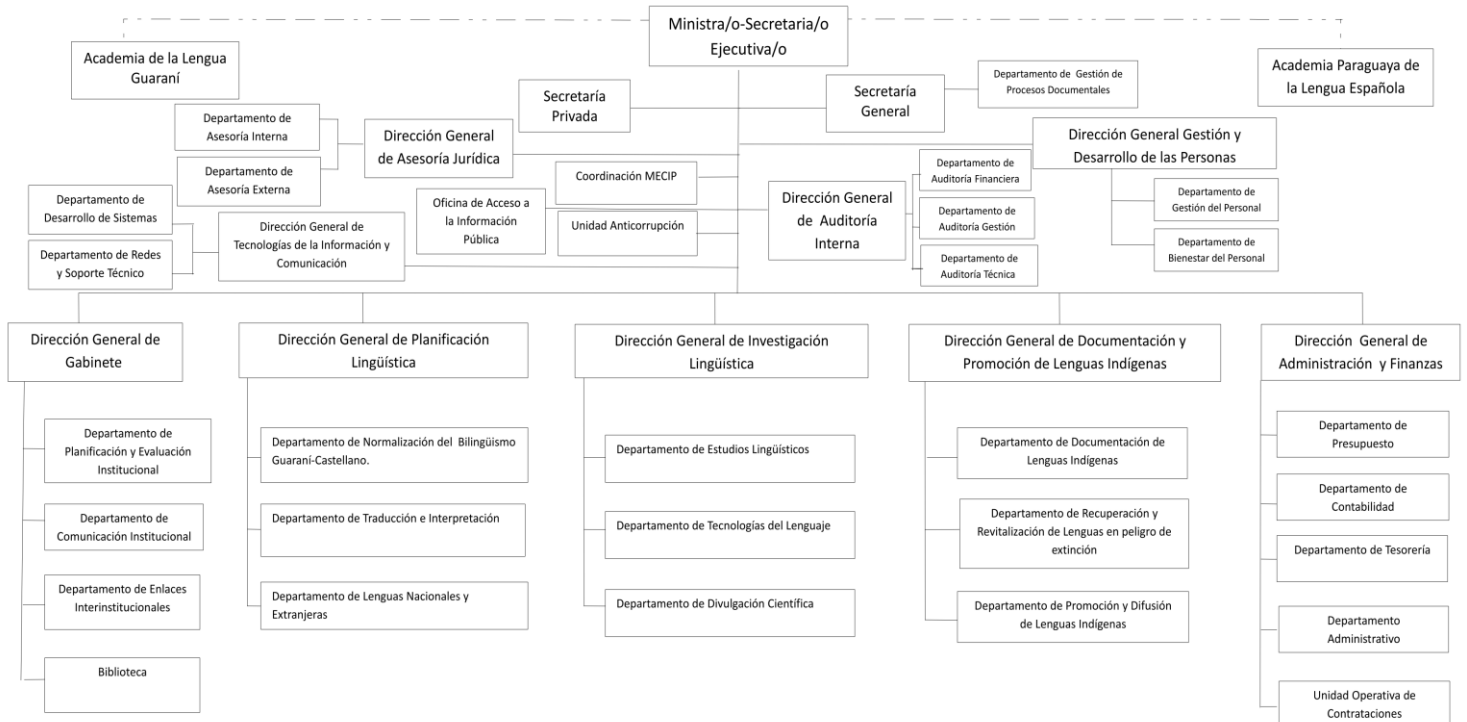 Ministra/o-Secretaria/o
Ejecutiva/o
Academia de la Lengua
Guaraní
Academia Paraguaya de
la Lengua Española
Secretaría
Privada
Secretaría
General
Departamento de Gestión de
Procesos Documentales
Departamento de
Asesoría Interna
Departamento de
Asesoría Externa
Dirección General
de Asesoría Jurídica
Dirección General Gestión y
Desarrollo de las Personas
Departamento de
Gestión del Personal
Departamento de
Bienestar del Personal
Coordinación MECIP
Oficina de Acceso a
la Información
Pública
Unidad Anticorrupción
Dirección General
de Auditoría
Interna
Departamento de
Auditoría Financiera
Departamento de
Auditoría Gestión
Departamento de
Auditoría Técnica
Departamento de
Desarrollo de Sistemas
Departamento de Redes
y Soporte Técnico
Dirección General de
Tecnologías de la Información y
Comunicación
Dirección General de
Gabinete
Departamento de
Planificación y Evaluación
Institucional
Departamento de
Comunicación Institucional
Departamento de Enlaces
Interinstitucionales
Biblioteca
Dirección General de Planificación
Lingüística
Departamento de Normalización del Bilingüismo
Guaraní-Castellano.
Departamento de Traducción e Interpretación
Departamento de Lenguas Nacionales y
Extranjeras
Dirección General de Investigación
Lingüística
Departamento de Estudios Lingüísticos
Departamento de Tecnologías del Lenguaje
Departamento de Divulgación Científica
Dirección General de Documentación y
Promoción de Lenguas Indígenas
Departamento de Documentación de
Lenguas Indígenas
Departamento de Recuperación y
Revitalización de Lenguas en peligro de
extinción
Departamento de Promoción y Difusión
de Lenguas Indígenas
Dirección General de
Administración y Finanzas
Departamento de
Presupuesto
Departamento de
Contabilidad
Departamento de Tesorería
Departamento
Administrativo
Unidad Operativa de
Contrataciones